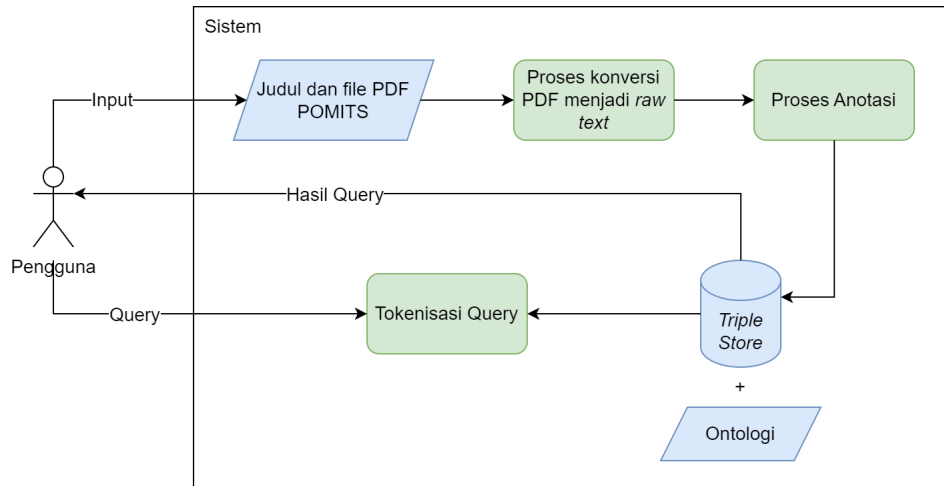 Sistem
Input
Judul dan file PDF
POMITS
Proses konversi
PDF menjadi raw
text
Proses Anotasi
Hasil Query
Pengguna
Query
Tokenisasi Query
Triple
Store
+
Ontologi